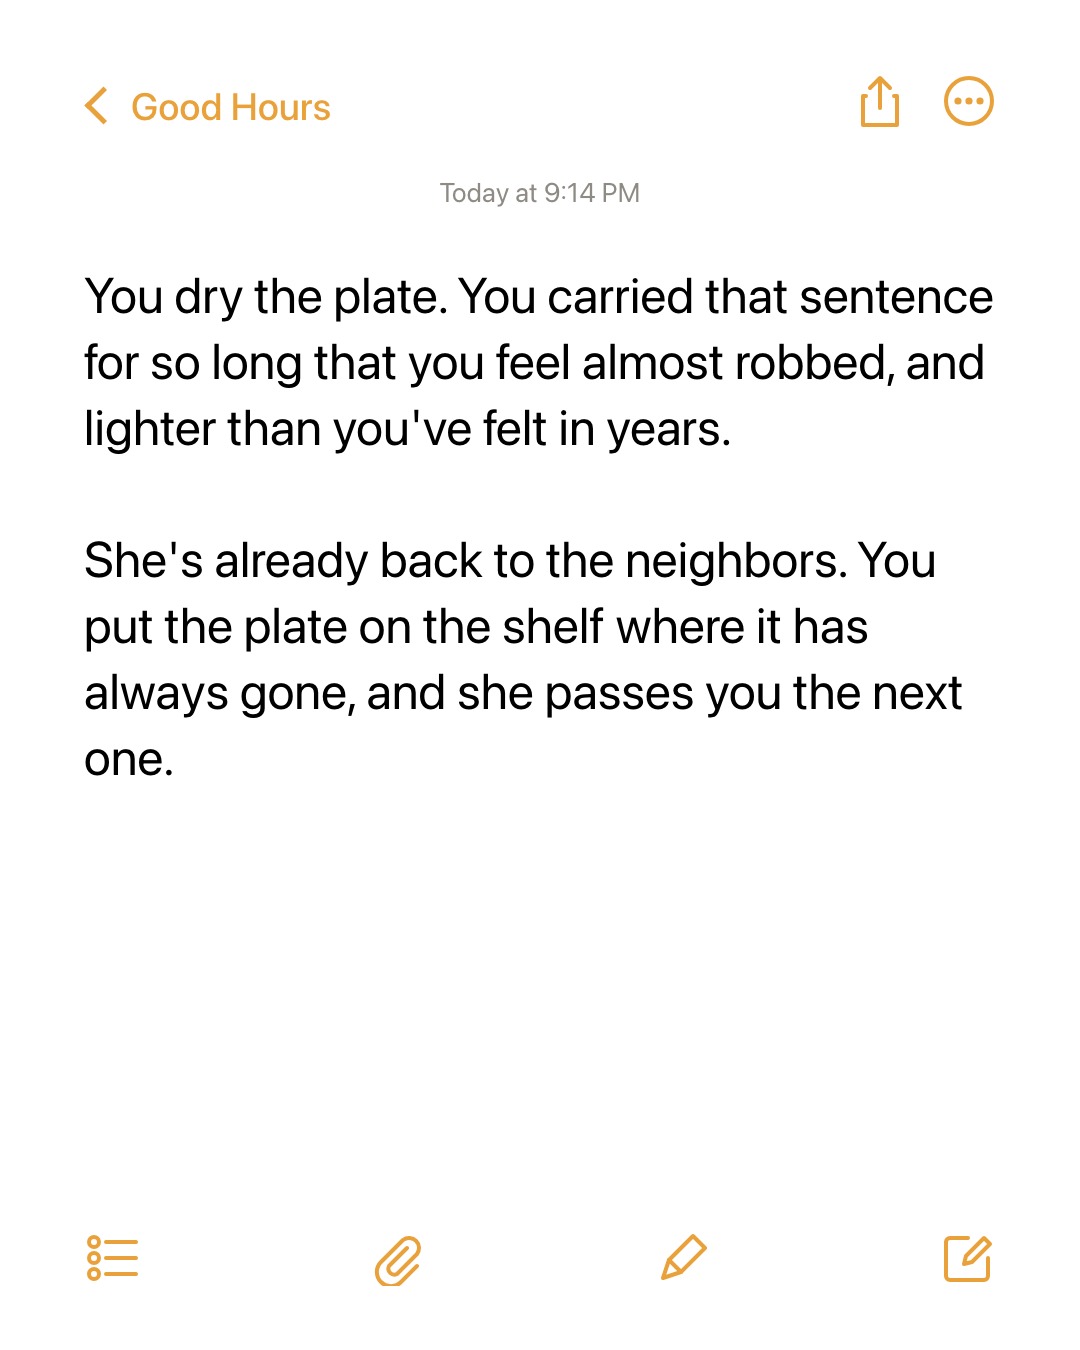 Good Hours
Today at 9:14 PM
You dry the plate. You carried that sentence
for so long that you feel almost robbed, and
lighter than you've felt in years.
She's already back to the neighbors. You
put the plate on the shelf where it has
always gone, and she passes you the next
one.